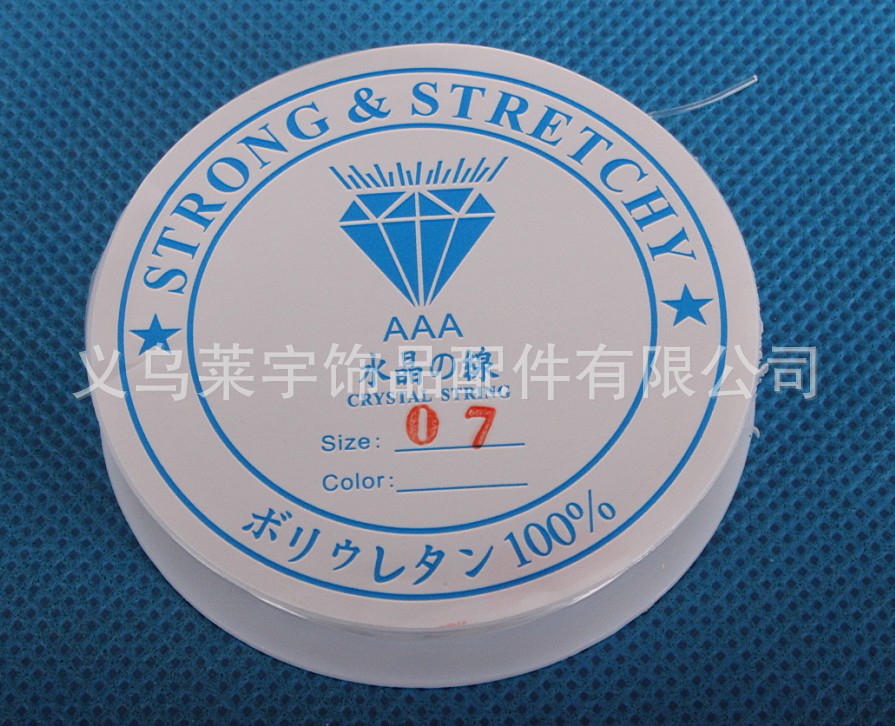 STRONG & STRETCHY
AAA
水晶の線
CRYSTAL STRING
Size: 07
Color:
ボリウレタン100%
义乌莱宇饰品配件有限公司